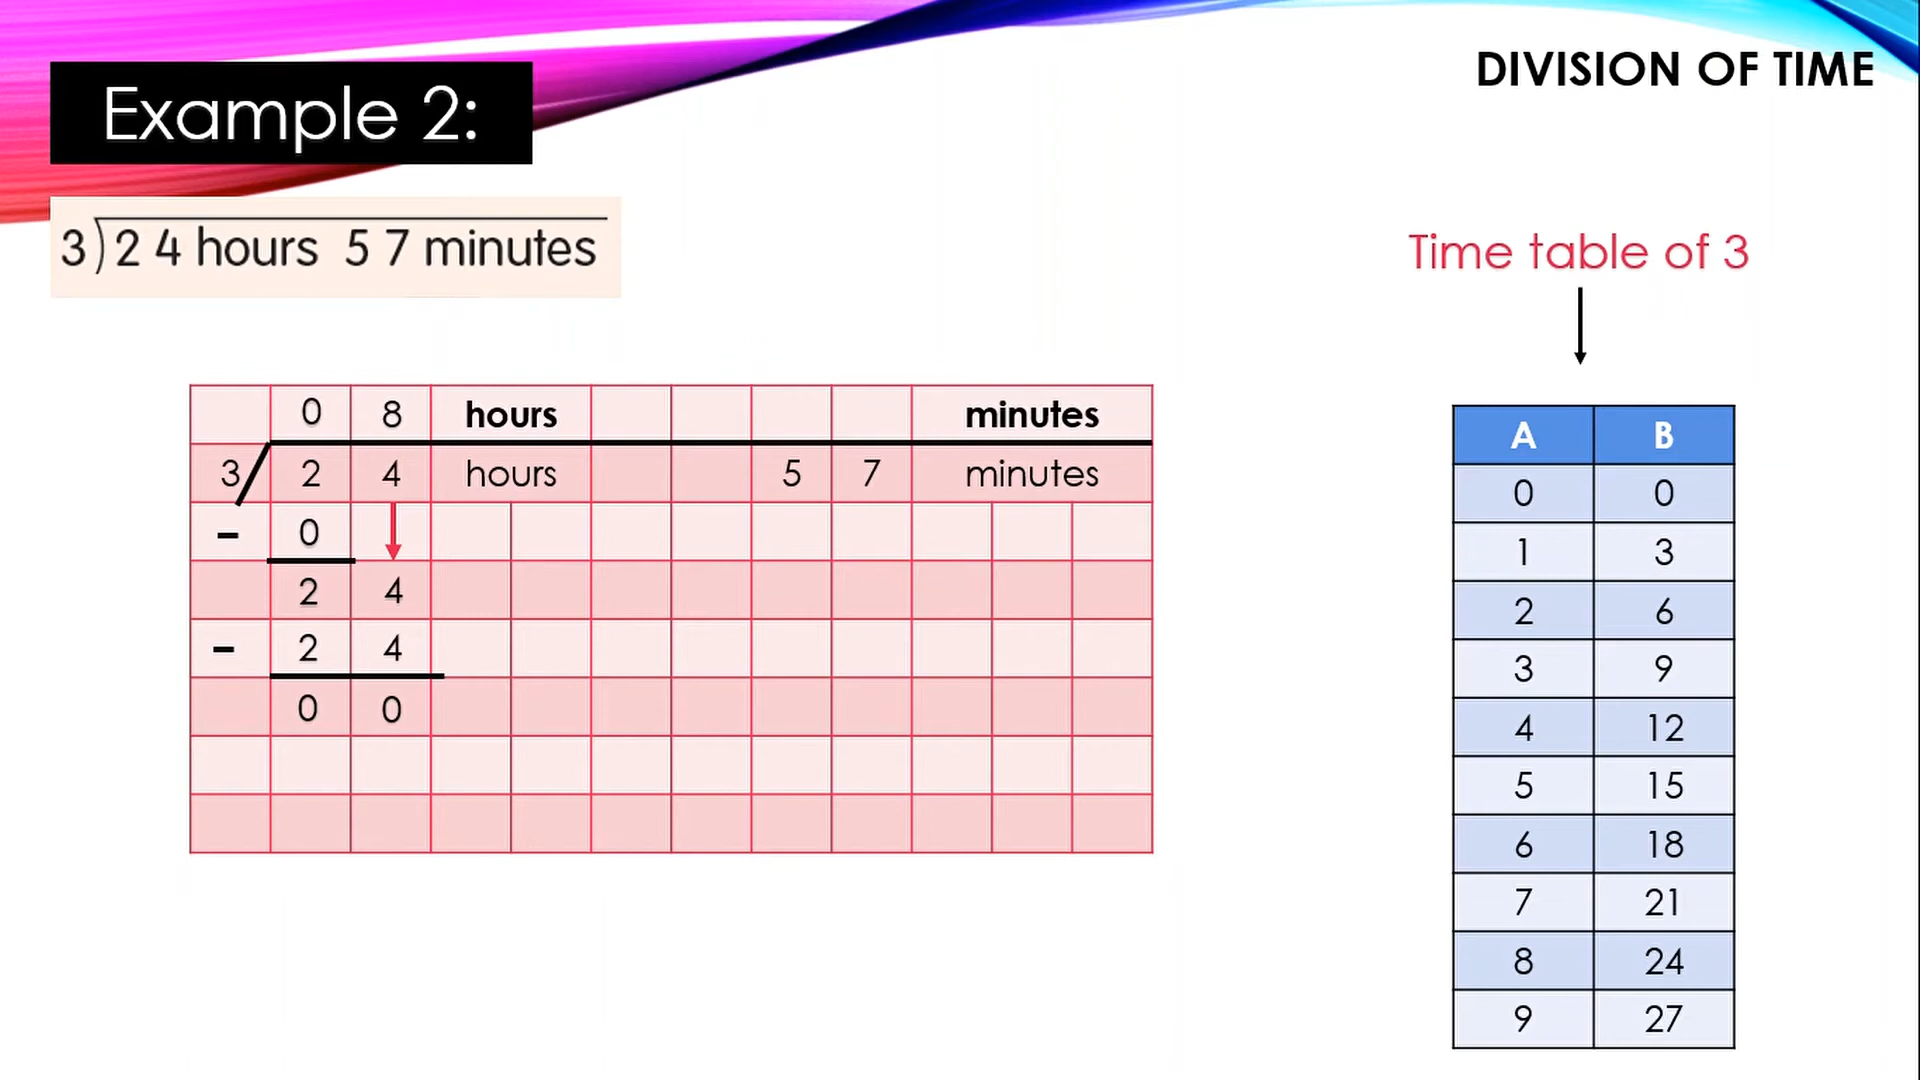 DIVISION OF TIME
Example 2:
3)2 4 hours 5 7 minutes
Time table of 3
0 8 hours minutes
3 2 4 hours 5 7 minutes
– 0
2 4
– 2 4
0 0
A B
0 0
1 3
2 6
3 9
4 12
5 15
6 18
7 21
8 24
9 27